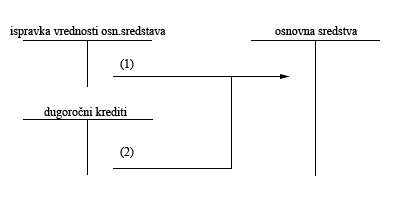 ispravka vrednosti osn.sredstava
osnovna sredstva
(1)
dugoročni krediti
(2)